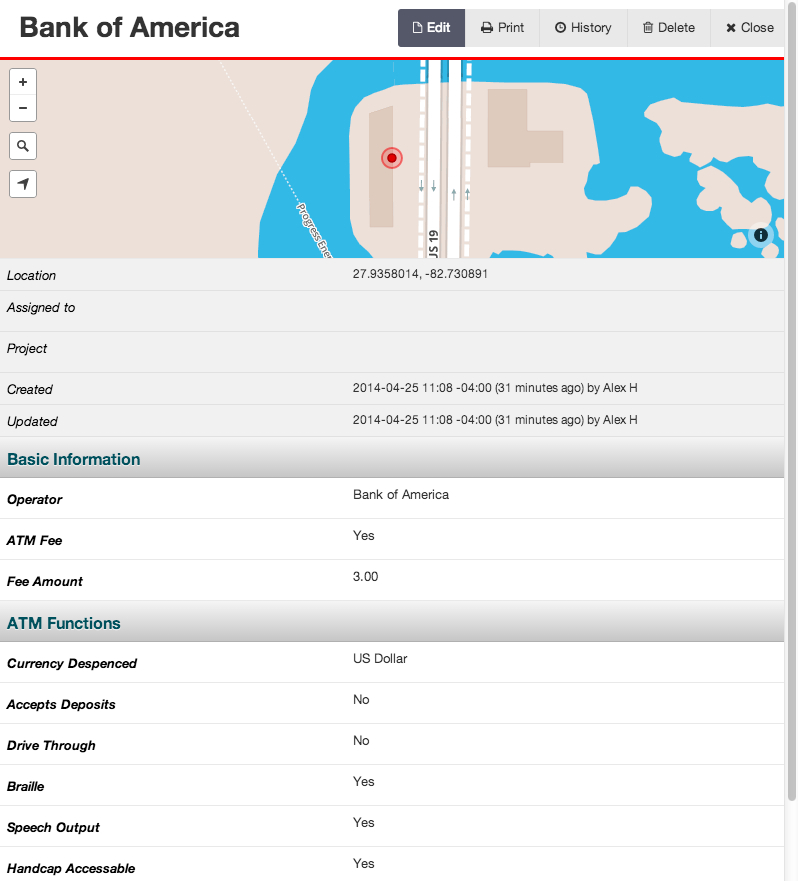 Bank of America
Edit Print History Delete Close
+
−
Progress Ener
US 19
Location 27.9358014, -82.730891
Assigned to
Project
Created 2014-04-25 11:08 -04:00 (31 minutes ago) by Alex H
Updated 2014-04-25 11:08 -04:00 (31 minutes ago) by Alex H
Basic Information
Operator Bank of America
ATM Fee Yes
Fee Amount 3.00
ATM Functions
Currency Despenced US Dollar
Accepts Deposits No
Drive Through No
Braille Yes
Speech Output Yes
Handcap Accessable Yes